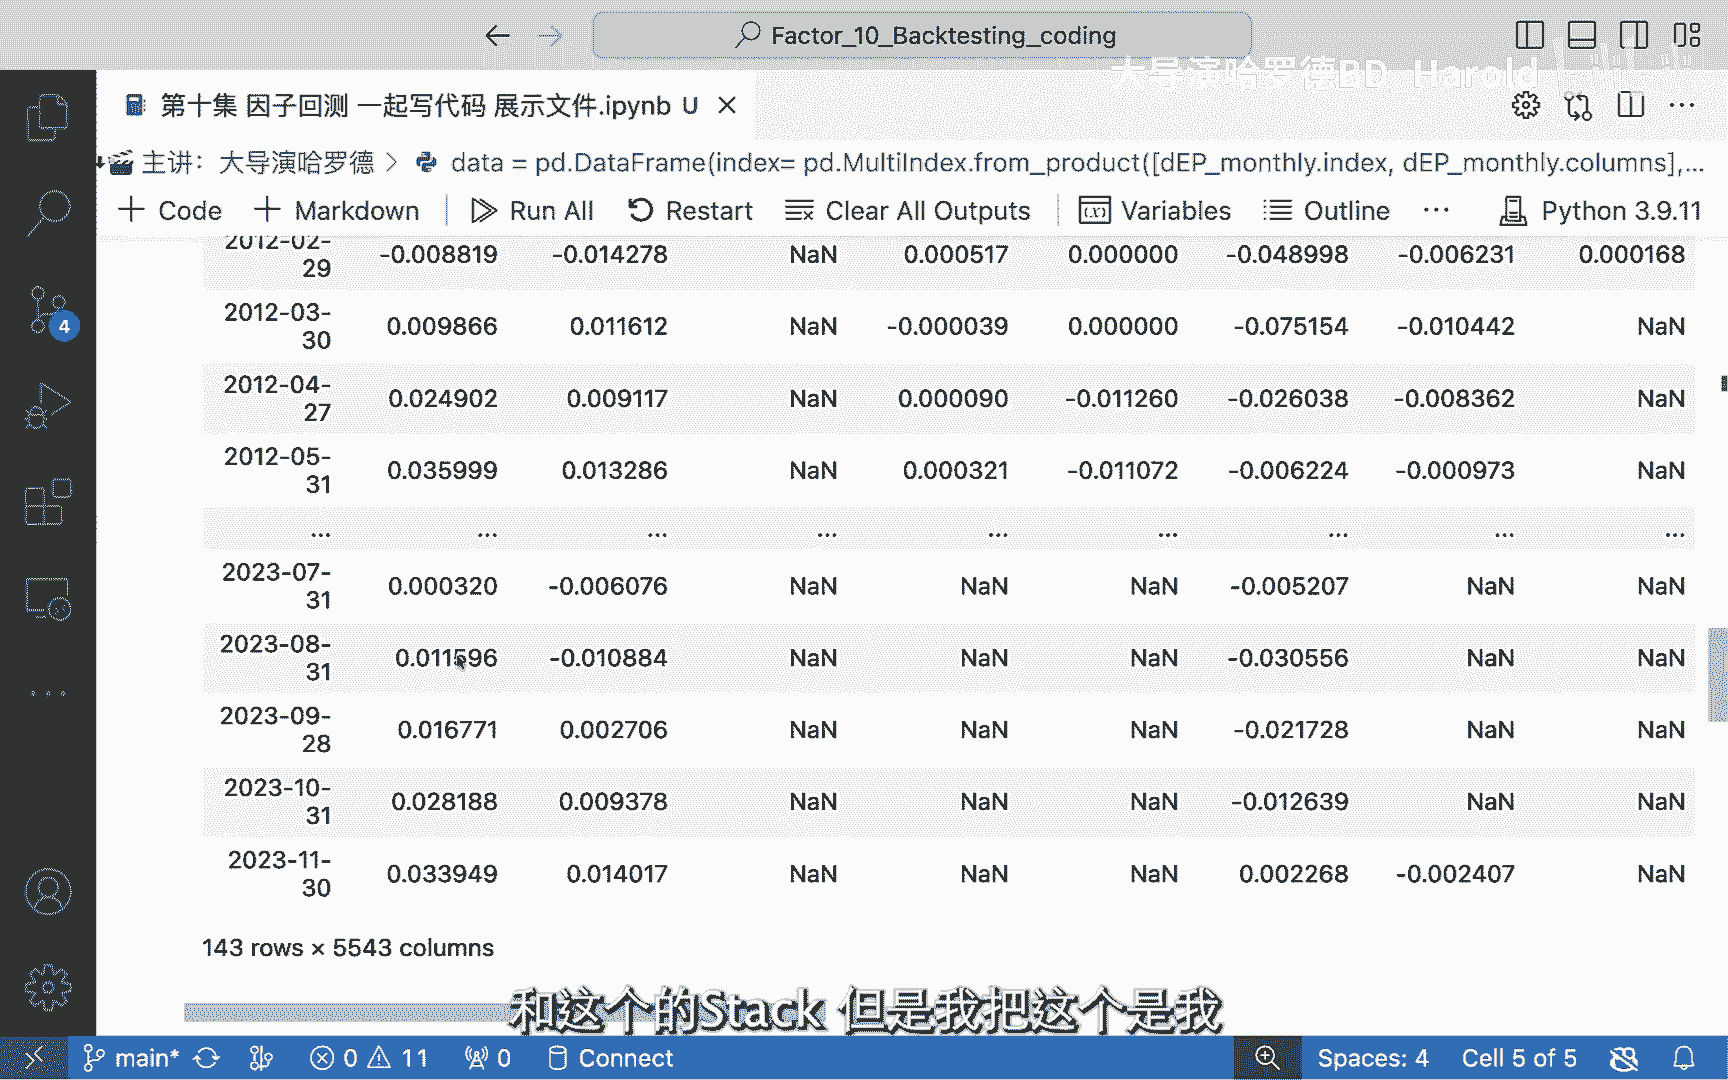 Factor_10_Backtesting_coding
大导演哈罗德BD Harold
第十集 因子回测 一起写代码 展示文件.ipynb U
主讲：大导演哈罗德 > data = pd.DataFrame(index= pd.MultiIndex.from_product([dEP_monthly.index, dEP_monthly.columns],...
+ Code + Markdown Run All Restart Clear All Outputs Variables Outline ... Python 3.9.11
2012-02-29 -0.008819 -0.014278 NaN 0.000517 0.000000 -0.048998 -0.006231 0.000168
2012-03-30 0.009866 0.011612 NaN -0.000039 0.000000 -0.075154 -0.010442 NaN
2012-04-27 0.024902 0.009117 NaN 0.000090 -0.011260 -0.026038 -0.008362 NaN
2012-05-31 0.035999 0.013286 NaN 0.000321 -0.011072 -0.006224 -0.000973 NaN
... ... ... ... ... ... ... ... ...
2023-07-31 0.000320 -0.006076 NaN NaN NaN -0.005207 NaN NaN
2023-08-31 0.011596 -0.010884 NaN NaN NaN -0.030556 NaN NaN
2023-09-28 0.016771 0.002706 NaN NaN NaN -0.021728 NaN NaN
2023-10-31 0.028188 0.009378 NaN NaN NaN -0.012639 NaN NaN
2023-11-30 0.033949 0.014017 NaN NaN NaN 0.002268 -0.002407 NaN
143 rows × 5543 columns
和这个的Stack 但是我把这个是我
4
main* 0 11 0 Connect Spaces: 4 Cell 5 of 5